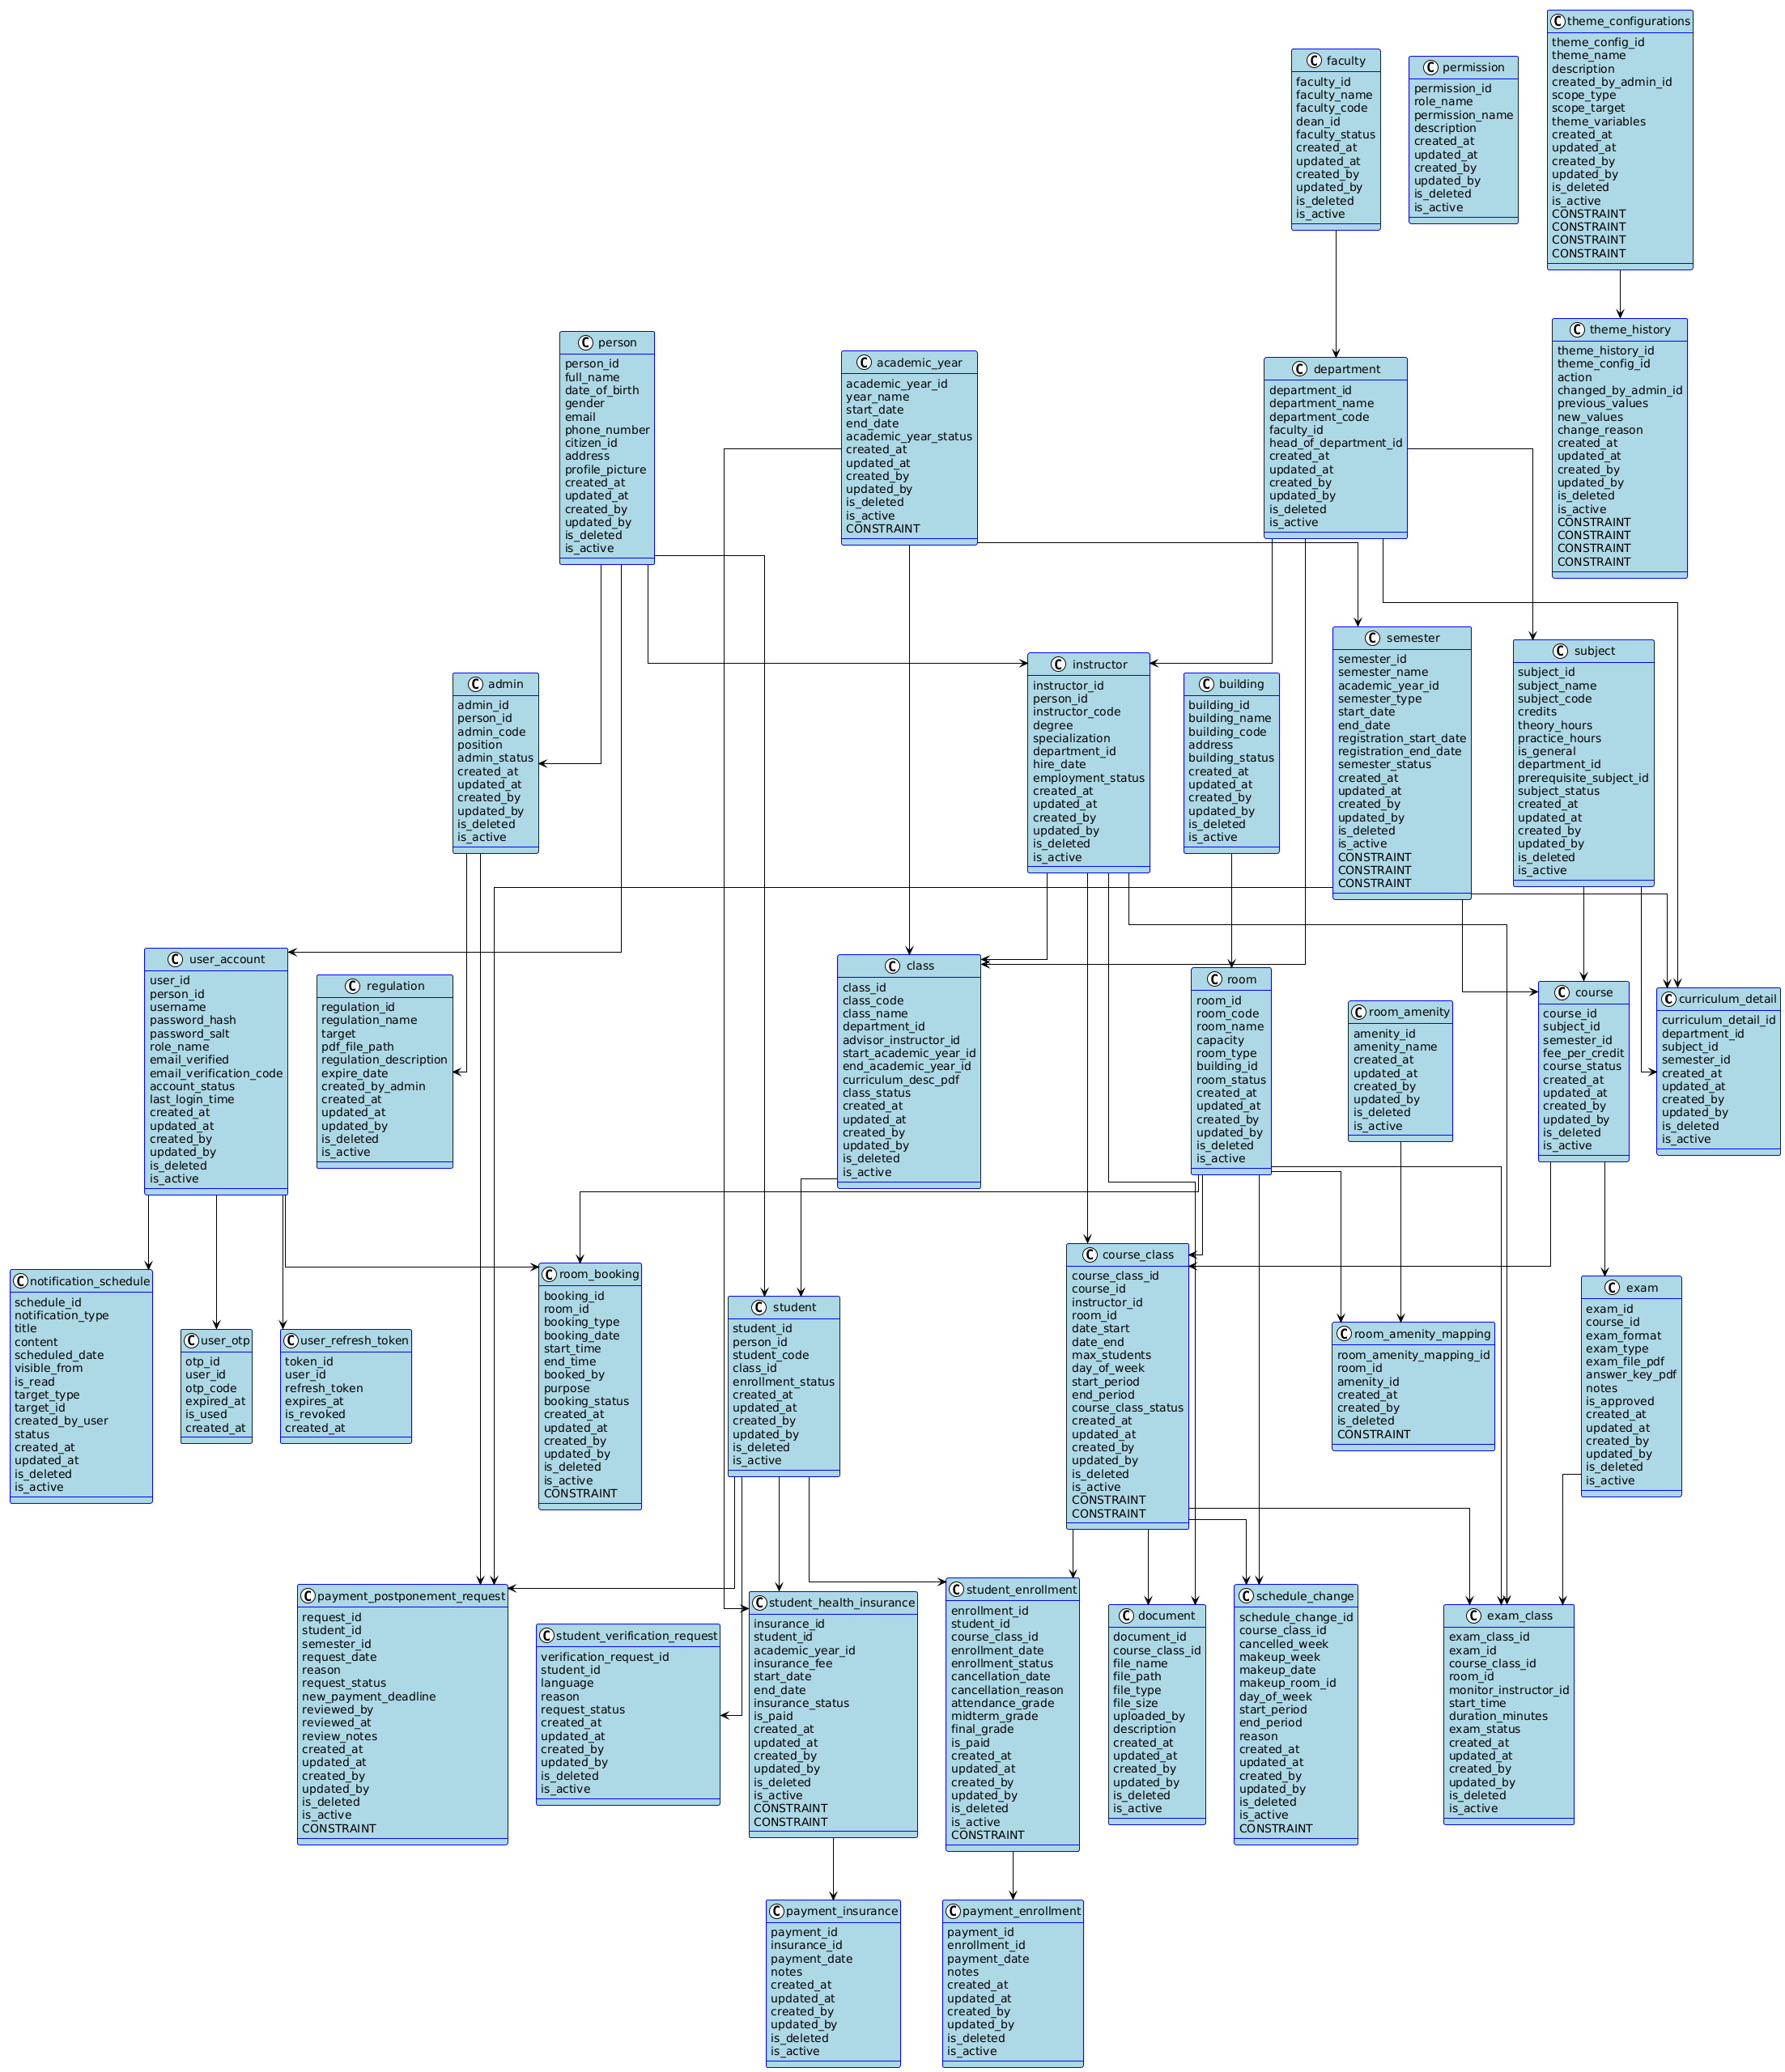 theme_configurations
theme_config_id
theme_name
description
created_by_admin_id
scope_type
scope_target
theme_variables
created_at
updated_at
created_by
updated_by
is_deleted
is_active
CONSTRAINT
CONSTRAINT
CONSTRAINT
CONSTRAINT
faculty
faculty_id
faculty_name
faculty_code
dean_id
faculty_status
created_at
updated_at
created_by
updated_by
is_deleted
is_active
permission
permission_id
role_name
permission_name
description
created_at
updated_at
created_by
updated_by
is_deleted
is_active
theme_history
theme_history_id
theme_config_id
action
changed_by_admin_id
previous_values
new_values
change_reason
created_at
updated_at
created_by
updated_by
is_deleted
is_active
CONSTRAINT
CONSTRAINT
CONSTRAINT
CONSTRAINT
person
person_id
full_name
date_of_birth
gender
email
phone_number
citizen_id
address
profile_picture
created_at
updated_at
created_by
updated_by
is_deleted
is_active
academic_year
academic_year_id
year_name
start_date
end_date
academic_year_status
created_at
updated_at
created_by
updated_by
is_deleted
is_active
CONSTRAINT
department
department_id
department_name
department_code
faculty_id
head_of_department_id
created_at
updated_at
created_by
updated_by
is_deleted
is_active
admin
admin_id
person_id
admin_code
position
admin_status
created_at
updated_at
created_by
updated_by
is_deleted
is_active
instructor
instructor_id
person_id
instructor_code
degree
specialization
department_id
hire_date
employment_status
created_at
updated_at
created_by
updated_by
is_deleted
is_active
building
building_id
building_name
building_code
address
building_status
created_at
updated_at
created_by
updated_by
is_deleted
is_active
semester
semester_id
semester_name
academic_year_id
semester_type
start_date
end_date
registration_start_date
registration_end_date
semester_status
created_at
updated_at
created_by
updated_by
is_deleted
is_active
CONSTRAINT
CONSTRAINT
CONSTRAINT
subject
subject_id
subject_name
subject_code
credits
theory_hours
practice_hours
is_general
department_id
prerequisite_subject_id
subject_status
created_at
updated_at
created_by
updated_by
is_deleted
is_active
user_account
user_id
person_id
username
password_hash
password_salt
role_name
email_verified
email_verification_code
account_status
last_login_time
created_at
updated_at
created_by
updated_by
is_deleted
is_active
regulation
regulation_id
regulation_name
target
pdf_file_path
regulation_description
expire_date
created_by_admin
created_at
updated_at
updated_by
is_deleted
is_active
class
class_id
class_code
class_name
department_id
advisor_instructor_id
start_academic_year_id
end_academic_year_id
curriculum_desc_pdf
class_status
created_at
updated_at
created_by
updated_by
is_deleted
is_active
room
room_id
room_code
room_name
capacity
room_type
building_id
room_status
created_at
updated_at
created_by
updated_by
is_deleted
is_active
room_amenity
amenity_id
amenity_name
created_at
updated_at
created_by
updated_by
is_deleted
is_active
course
course_id
subject_id
semester_id
fee_per_credit
course_status
created_at
updated_at
created_by
updated_by
is_deleted
is_active
curriculum_detail
curriculum_detail_id
department_id
subject_id
semester_id
created_at
updated_at
created_by
updated_by
is_deleted
is_active
notification_schedule
schedule_id
notification_type
title
content
scheduled_date
visible_from
is_read
target_type
target_id
created_by_user
status
created_at
updated_at
is_deleted
is_active
user_otp
otp_id
user_id
otp_code
expired_at
is_used
created_at
user_refresh_token
token_id
user_id
refresh_token
expires_at
is_revoked
created_at
room_booking
booking_id
room_id
booking_type
booking_date
start_time
end_time
booked_by
purpose
booking_status
created_at
updated_at
created_by
updated_by
is_deleted
is_active
CONSTRAINT
student
student_id
person_id
student_code
class_id
enrollment_status
created_at
updated_at
created_by
updated_by
is_deleted
is_active
course_class
course_class_id
course_id
instructor_id
room_id
date_start
date_end
max_students
day_of_week
start_period
end_period
course_class_status
created_at
updated_at
created_by
updated_by
is_deleted
is_active
CONSTRAINT
CONSTRAINT
room_amenity_mapping
room_amenity_mapping_id
room_id
amenity_id
created_at
created_by
is_deleted
CONSTRAINT
exam
exam_id
course_id
exam_format
exam_type
exam_file_pdf
answer_key_pdf
notes
is_approved
created_at
updated_at
created_by
updated_by
is_deleted
is_active
payment_postponement_request
request_id
student_id
semester_id
request_date
reason
request_status
new_payment_deadline
reviewed_by
reviewed_at
review_notes
created_at
updated_at
created_by
updated_by
is_deleted
is_active
CONSTRAINT
student_verification_request
verification_request_id
student_id
language
reason
request_status
created_at
updated_at
created_by
updated_by
is_deleted
is_active
student_health_insurance
insurance_id
student_id
academic_year_id
insurance_fee
start_date
end_date
insurance_status
is_paid
created_at
updated_at
created_by
updated_by
is_deleted
is_active
CONSTRAINT
CONSTRAINT
student_enrollment
enrollment_id
student_id
course_class_id
enrollment_date
enrollment_status
cancellation_date
cancellation_reason
attendance_grade
midterm_grade
final_grade
is_paid
created_at
updated_at
created_by
updated_by
is_deleted
is_active
CONSTRAINT
document
document_id
course_class_id
file_name
file_path
file_type
file_size
uploaded_by
description
created_at
updated_at
created_by
updated_by
is_deleted
is_active
schedule_change
schedule_change_id
course_class_id
cancelled_week
makeup_week
makeup_date
makeup_room_id
day_of_week
start_period
end_period
reason
created_at
updated_at
created_by
updated_by
is_deleted
is_active
CONSTRAINT
exam_class
exam_class_id
exam_id
course_class_id
room_id
monitor_instructor_id
start_time
duration_minutes
exam_status
created_at
updated_at
created_by
updated_by
is_deleted
is_active
payment_insurance
payment_id
insurance_id
payment_date
notes
created_at
updated_at
created_by
updated_by
is_deleted
is_active
payment_enrollment
payment_id
enrollment_id
payment_date
notes
created_at
updated_at
created_by
updated_by
is_deleted
is_active